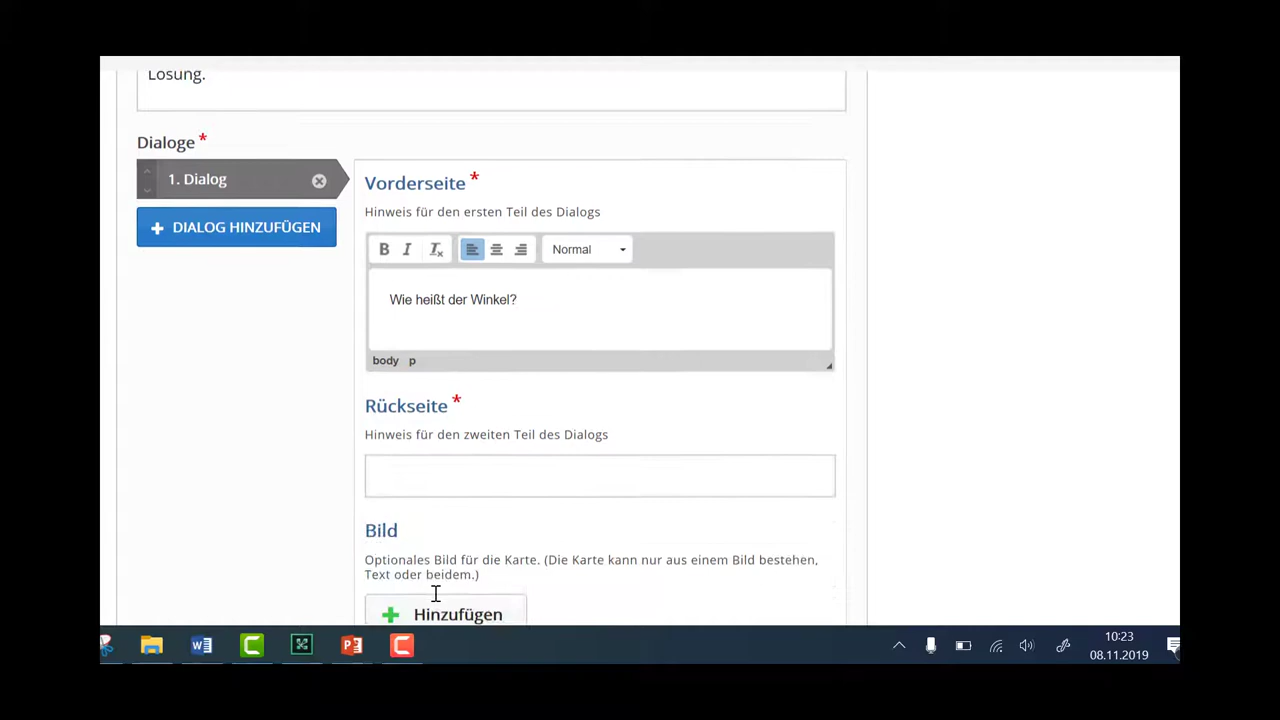 Lösung.
Dialoge *
1. Dialog
+ DIALOG HINZUFÜGEN
Vorderseite *
Hinweis für den ersten Teil des Dialogs
B I Tx Normal
Wie heißt der Winkel?
body p
Rückseite *
Hinweis für den zweiten Teil des Dialogs
Bild
Optionales Bild für die Karte. (Die Karte kann nur aus einem Bild bestehen,
Text oder beidem.)
+ Hinzufügen
10:23
08.11.2019